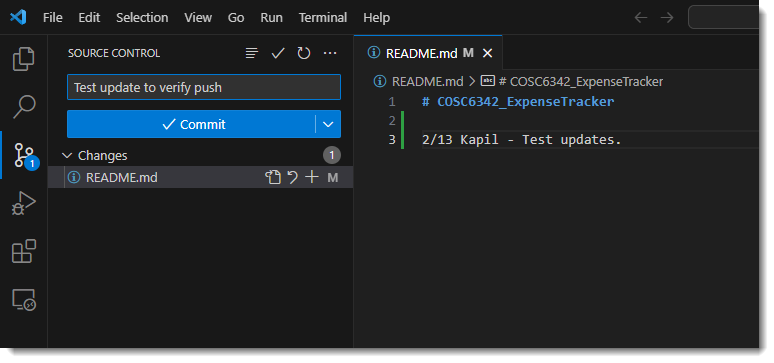 File Edit Selection View Go Run Terminal Help
SOURCE CONTROL
Test update to verify push
Commit
Changes 1
README.md M
1
README.md M
README.md > # COSC6342_ExpenseTracker
1 # COSC6342_ExpenseTracker
2
3 2/13 Kapil - Test updates.